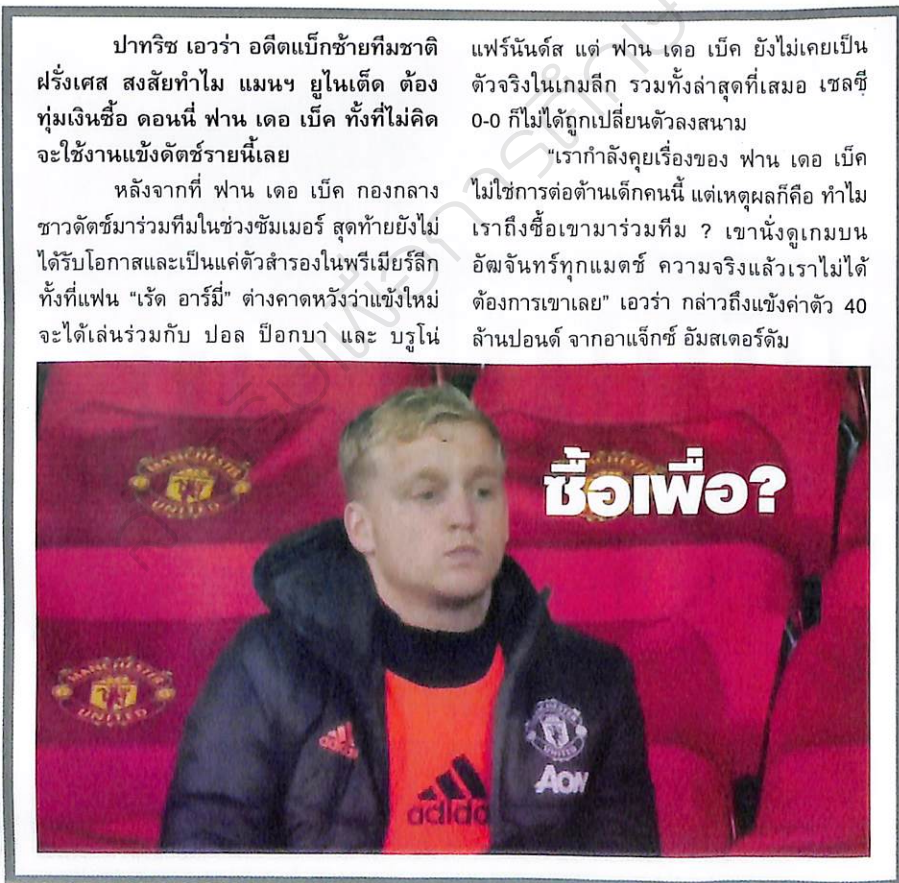 ปาทริซ เอวร่า อดีตแบ็กซ้ายทีมชาติ
ฝรั่งเศส สงสัยทำไม แมนฯ ยูไนเต็ด ต้อง
ทุ่มเงินซื้อ ดอนนี่ ฟาน เดอ เบ็ค ทั้งที่ไม่คิด
จะใช้งานแข้งดัตช์รายนี้เลย
หลังจากที่ ฟาน เดอ เบ็ค กองกลาง
ชาวดัตช์มาร่วมทีมในช่วงซัมเมอร์ สุดท้ายยังไม่
ได้รับโอกาสและเป็นแค่ตัวสำรองในพรีเมียร์ลีก
ทั้งที่แฟน “เร้ด อาร์มี่” ต่างคาดหวังว่าแข้งใหม่
จะได้เล่นร่วมกับ ปอล ป็อกบา และ บรูโน่
แฟร์นันด์ส แต่ ฟาน เดอ เบ็ค ยังไม่เคยเป็น
ตัวจริงในเกมลีก รวมทั้งล่าสุดที่เสมอ เชลซี
0-0 ก็ไม่ได้ถูกเปลี่ยนตัวลงสนาม
“เรากำลังคุยเรื่องของ ฟาน เดอ เบ็ค
ไม่ใช่การต่อต้านเด็กคนนี้ แต่เหตุผลก็คือ ทำไม
เราถึงซื้อเขามาร่วมทีม ? เขานั่งดูเกมบน
อัฒจันทร์ทุกแมตช์ ความจริงแล้วเราไม่ได้
ต้องการเขาเลย” เอวร่า กล่าวถึงแข้งค่าตัว 40
ล้านปอนด์ จากอาแจ็กซ์ อัมสเตอร์ดัม
ซื้อเพื่อ?
MANCHESTER
UNITED
MANCHESTER
UNITED
adidas
adidas
UNITED
AON